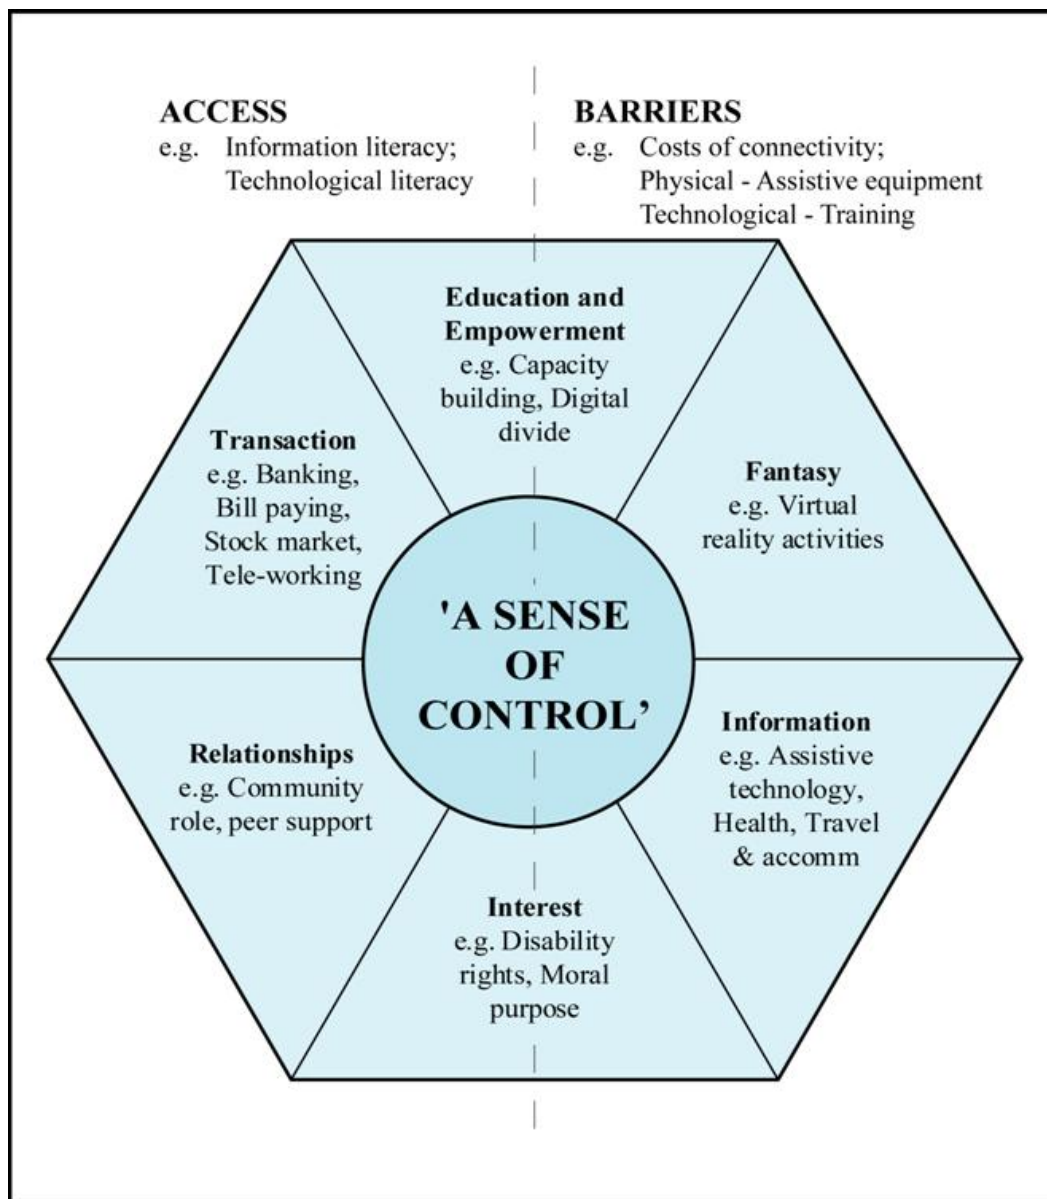 ACCESS
e.g. Information literacy;
Technological literacy
BARRIERS
e.g. Costs of connectivity;
Physical - Assistive equipment
Technological - Training
Education and
Empowerment
e.g. Capacity
building, Digital
divide
Transaction
e.g. Banking,
Bill paying,
Stock market,
Tele-working
Fantasy
e.g. Virtual
reality activities
'A SENSE
OF
CONTROL’
Relationships
e.g. Community
role, peer support
Information
e.g. Assistive
technology,
Health, Travel
& accomm
Interest
e.g. Disability
rights, Moral
purpose